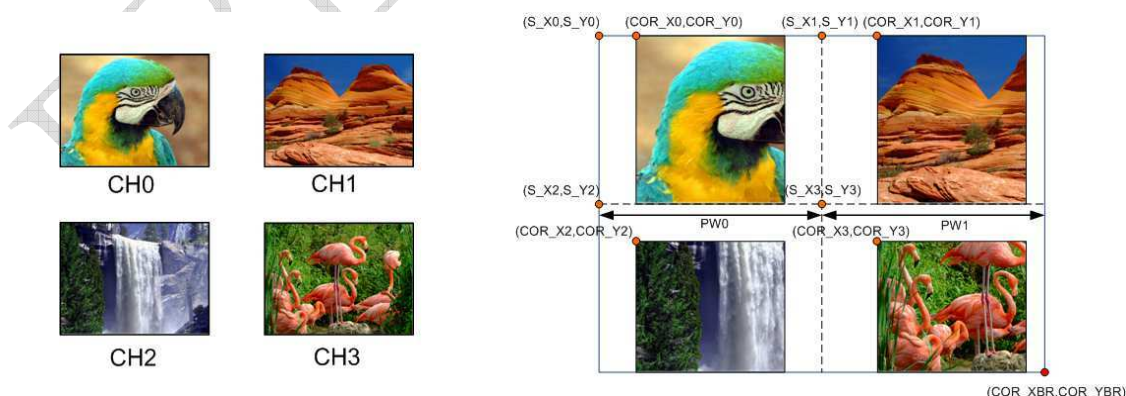 (S_X0,S_Y0) (COR_X0,COR_Y0) (S_X1,S_Y1) (COR_X1,COR_Y1)
CH0 CH1
(S_X2,S_Y2) (S_X3,S_Y3)
PW0 PW1
(COR_X2,COR_Y2) (COR_X3,COR_Y3)
CH2 CH3
(COR_XBR,COR_YBR)